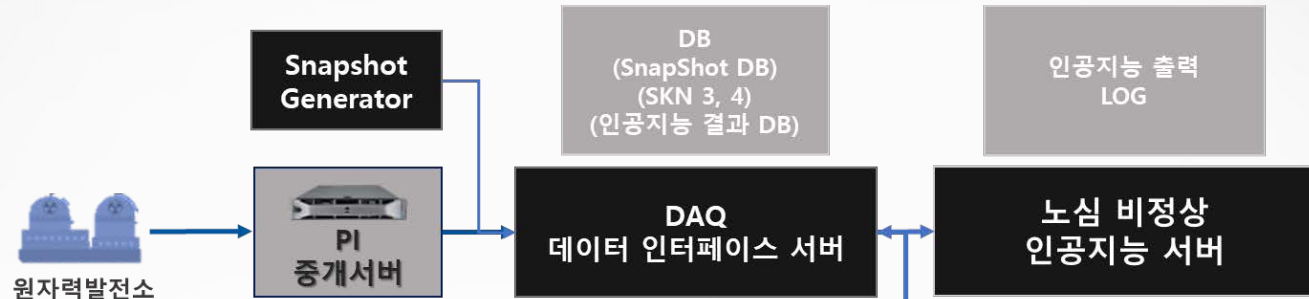 Snapshot
Generator
DB
(SnapShot DB)
(SKN 3, 4)
(인공지능 결과 DB)
인공지능 출력
LOG
원자력발전소
PI
중개서버
DAQ
데이터 인터페이스 서버
노심 비정상
인공지능 서버